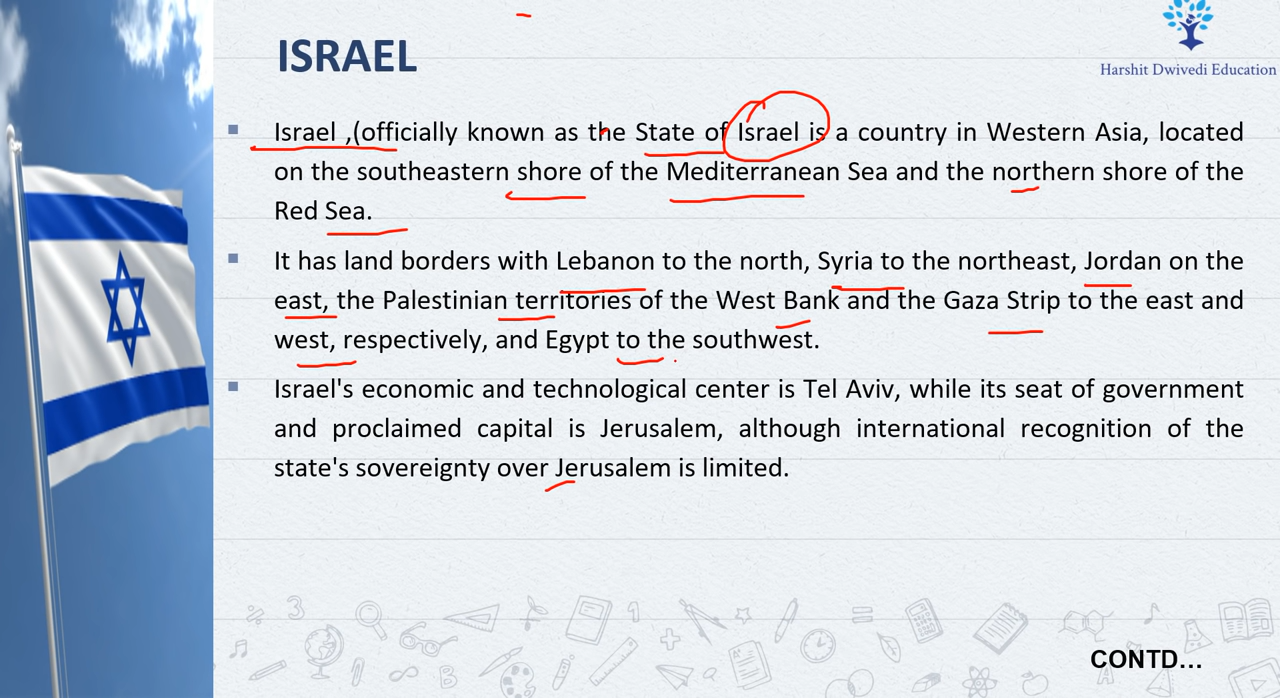 ISRAEL
Harshit Dwivedi Education
Israel ,(officially known as the State of Israel is a country in Western Asia, located
on the southeastern shore of the Mediterranean Sea and the northern shore of the
Red Sea.
It has land borders with Lebanon to the north, Syria to the northeast, Jordan on the
east, the Palestinian territories of the West Bank and the Gaza Strip to the east and
west, respectively, and Egypt to the southwest.
Israel's economic and technological center is Tel Aviv, while its seat of government
and proclaimed capital is Jerusalem, although international recognition of the
state's sovereignty over Jerusalem is limited.
CONTD...